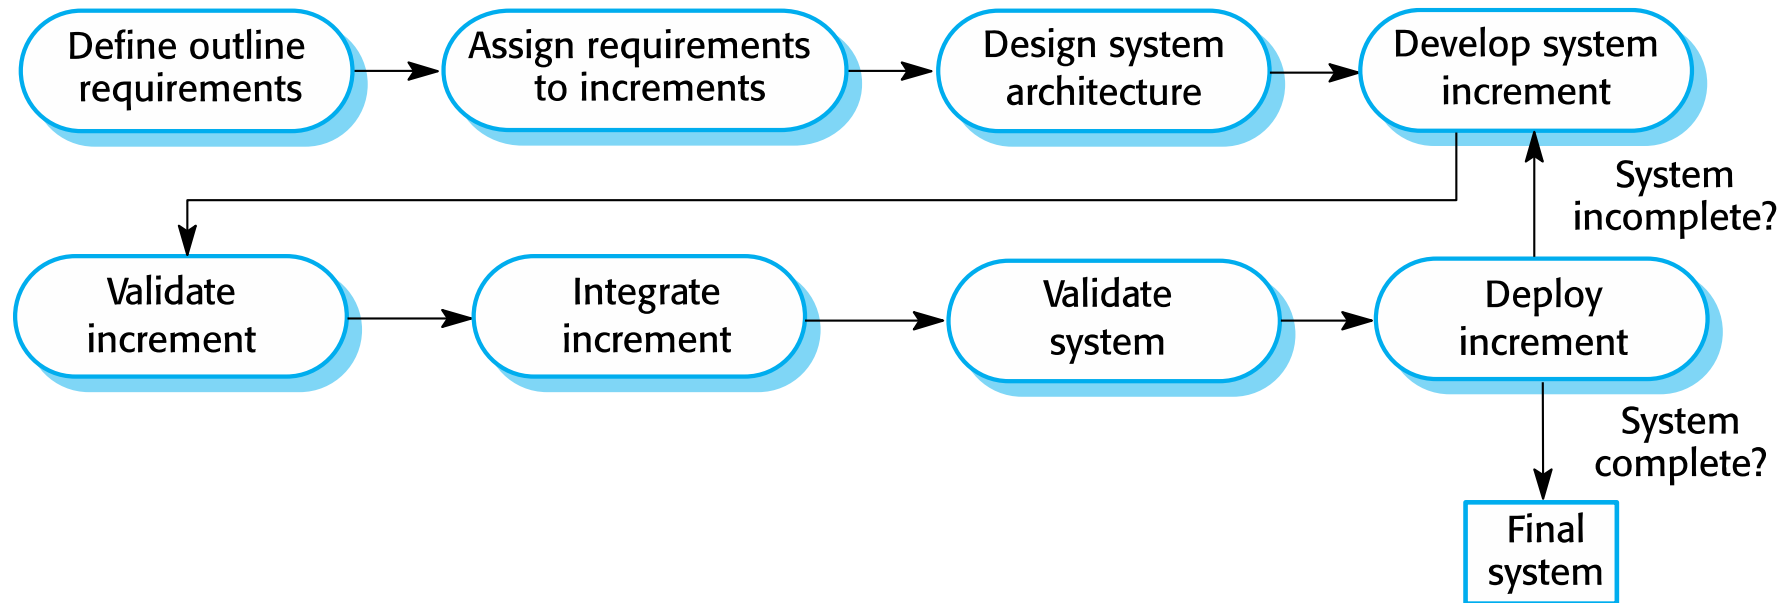 Define outline
requirements
Assign requirements
to increments
Design system
architecture
Develop system
increment
System
incomplete?
Validate
increment
Integrate
increment
Validate
system
Deploy
increment
System
complete?
Final
system